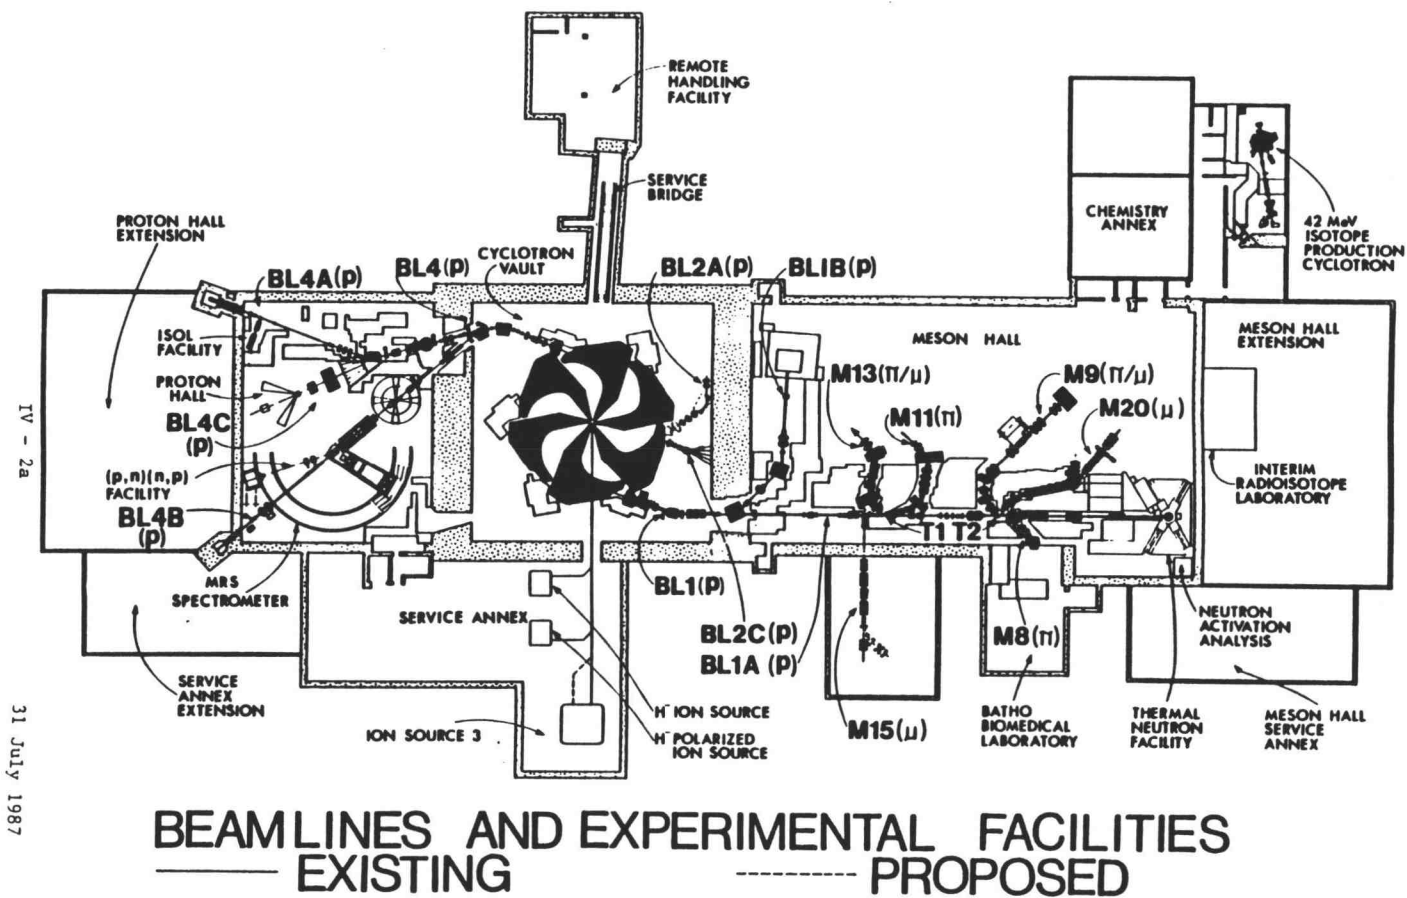 REMOTE
HANDLING
FACILITY
SERVICE
BRIDGE
PROTON HALL
EXTENSION
CHEMISTRY
ANNEX
42 MeV
ISOTOPE
PRODUCTION
CYCLOTRON
BL4A(p)
BL4(p)
CYCLOTRON
VAULT
BL2A(p)
BL1B(p)
ISOL
FACILITY
MESON HALL
MESON HALL
EXTENSION
PROTON
HALL
BL4C
(p)
M13(π/μ)
M11(π)
M9(π/μ)
M20(μ)
(p,n)(n,p)
FACILITY
BL4B
(p)
INTERIM
RADIOISOTOPE
LABORATORY
T1 T2
MRS
SPECTROMETER
BL1(p)
SERVICE ANNEX
BL2C(p)
BL1A (p)
M8(π)
NEUTRON
ACTIVATION
ANALYSIS
SERVICE
ANNEX
EXTENSION
ION SOURCE 3
H⁻ ION SOURCE
H⁻ POLARIZED
ION SOURCE
M15(μ)
BATHO
BIOMEDICAL
LABORATORY
THERMAL
NEUTRON
FACILITY
MESON HALL
SERVICE
ANNEX
IV - 2a
31 July 1987
BEAM LINES AND EXPERIMENTAL FACILITIES
EXISTING PROPOSED